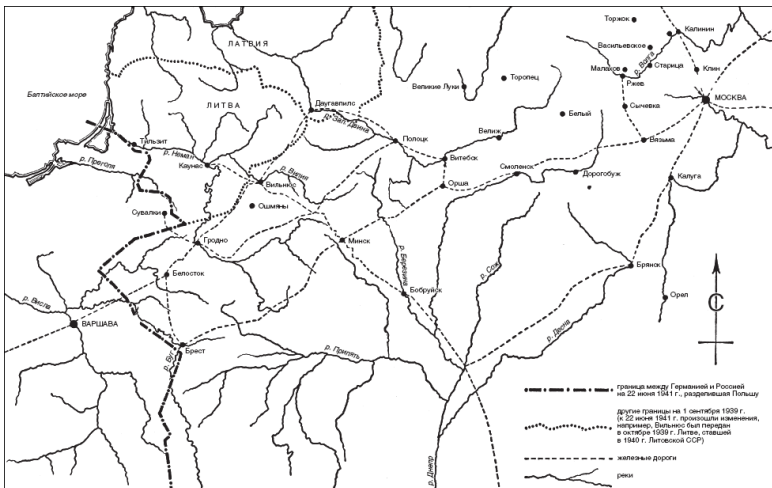 Торжок
Калинин
ЛАТВИЯ
Васильевское
р. Волга
Старица
Клин
Малахово
Ржев
Великие Луки
Торопец
МОСКВА
Балтийское море
ЛИТВА
Даугавпилс
р. Зап. Двина
Белый
Сычевка
Тильзит
р. Неман
Полоцк
Велиж
Вязьма
р. Преголя
Каунас
р. Вилия
Витебск
Смоленск
Дорогобуж
Вильнюс
Орша
Калуга
Сувалки
Ошмяны
Гродно
Минск
р. Березина
р. Сож
Белосток
Брянск
С
Бобруйск
Орел
р. Висла
ВАРШАВА
р. Десна
Брест
р. Буг
р. Припять
р. Днепр
граница между Германией и Россией
на 22 июня 1941 г., разделившая Польшу
другие границы на 1 сентября 1939 г.
(к 22 июня 1941 г. произошли изменения,
например, Вильнюс был передан
в октябре 1939 г. Литве, ставшей
в 1940 г. Литовской ССР)
железные дороги
реки